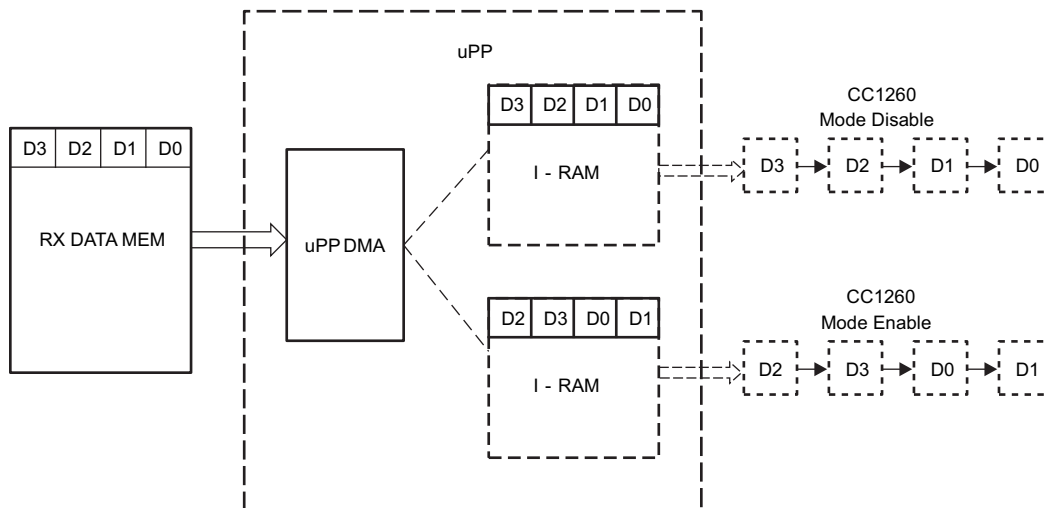 uPP
D3 D2 D1 D0
RX DATA MEM
uPP DMA
D3 D2 D1 D0
I - RAM
D2 D3 D0 D1
I - RAM
CC1260
Mode Disable
D3 D2 D1 D0
CC1260
Mode Enable
D2 D3 D0 D1